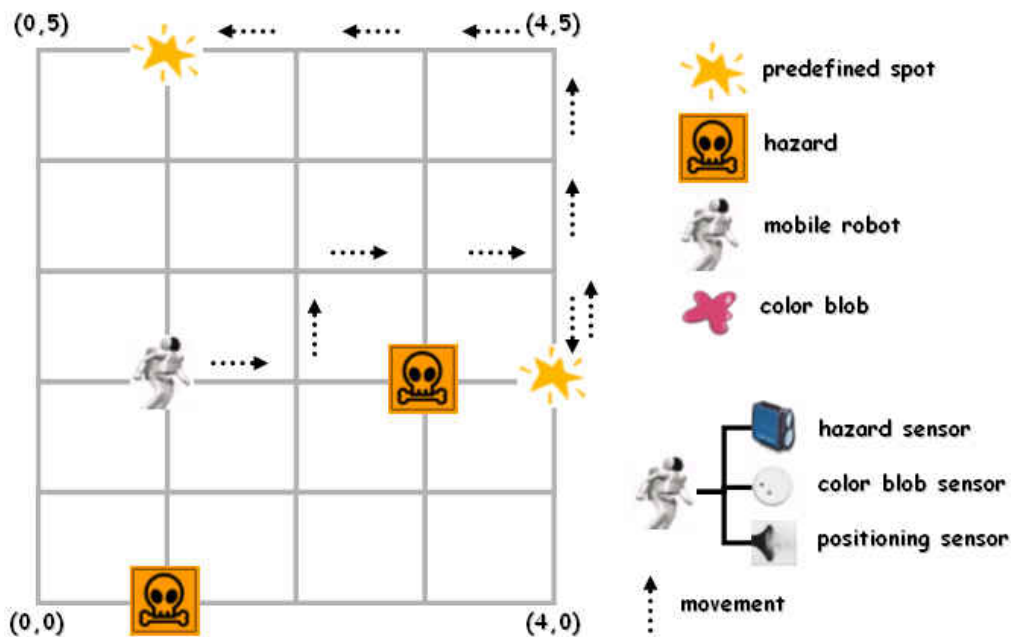 (0,5)
(4,5)
predefined spot
hazard
mobile robot
color blob
hazard sensor
color blob sensor
positioning sensor
(0,0)
(4,0)
movement